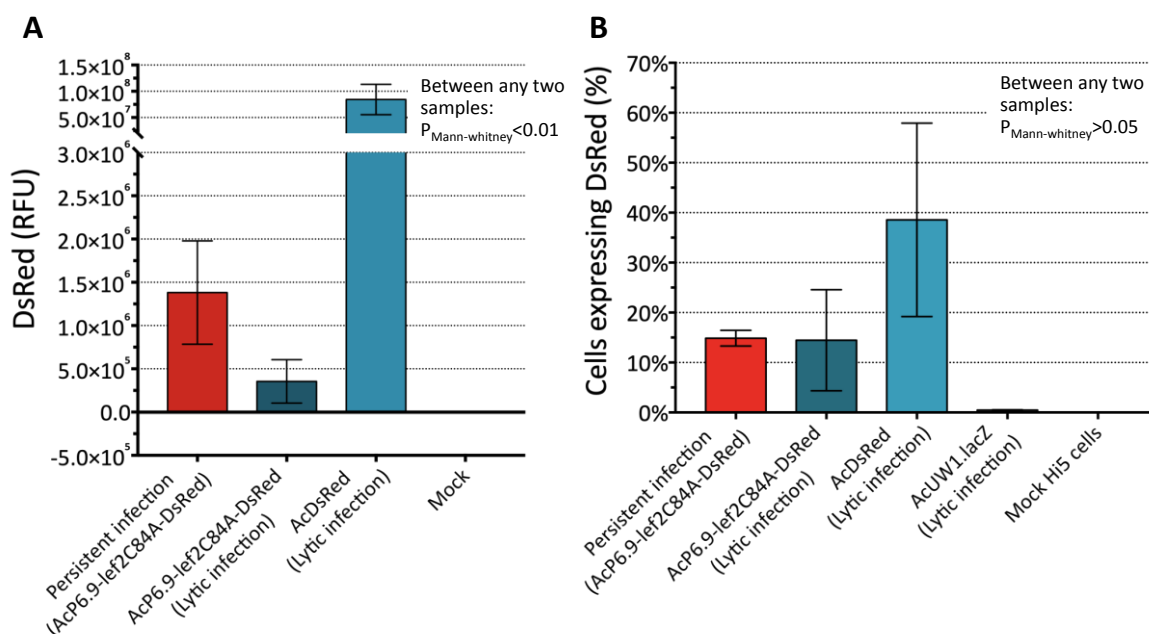 A
DsRed (RFU)
1.5×10⁸
1.0×10⁸
5.0×10⁷
3.0×10⁶
2.5×10⁶
2.0×10⁶
1.5×10⁶
1.0×10⁶
5.0×10⁵
0.0
-5.0×10⁵
Between any two
samples:
P_Mann-whitney<0.01
Persistent infection
(AcP6.9-lef2C84A-DsRed)
AcP6.9-lef2C84A-DsRed
(Lytic infection)
AcDsRed
(Lytic infection)
Mock
B
Cells expressing DsRed (%)
70%
60%
50%
40%
30%
20%
10%
0%
Between any two
samples:
P_Mann-whitney>0.05
Persistent infection
(AcP6.9-lef2C84A-DsRed)
AcP6.9-lef2C84A-DsRed
(Lytic infection)
AcDsRed
(Lytic infection)
AcUW1.lacZ
(Lytic infection)
Mock Hi5 cells